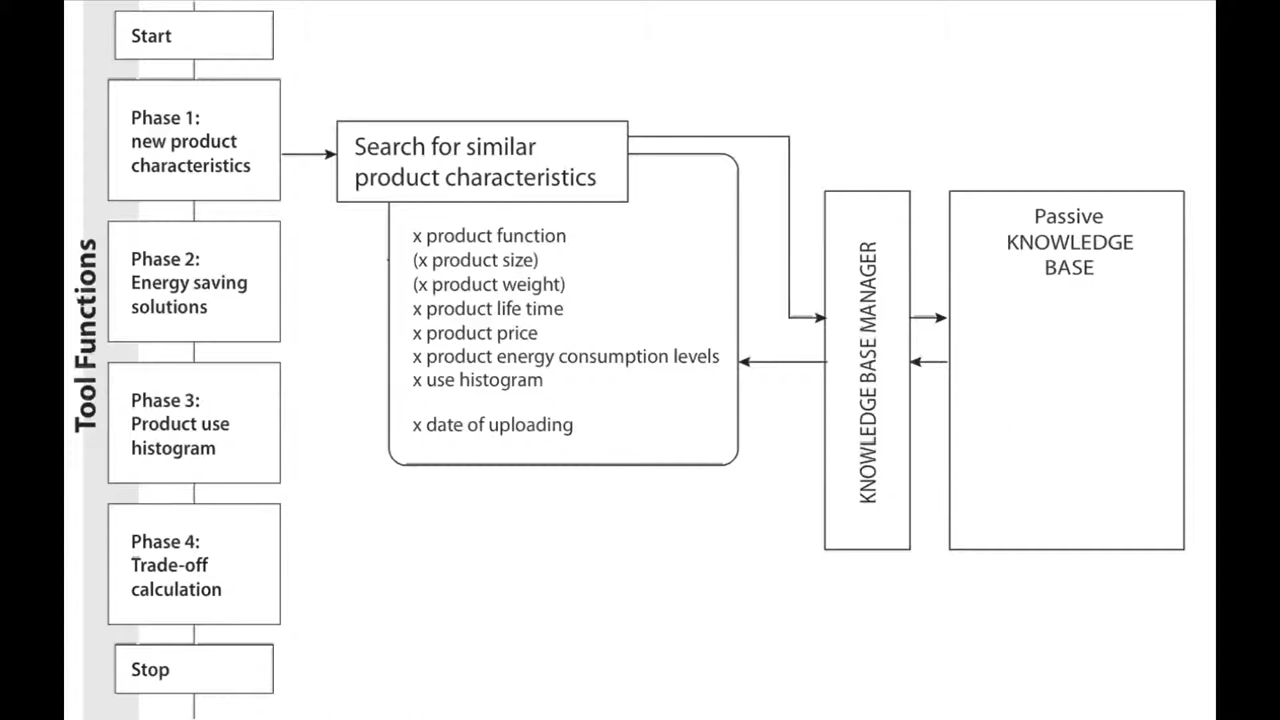 Tool Functions
Start
Phase 1:
new product
characteristics
Phase 2:
Energy saving
solutions
Phase 3:
Product use
histogram
Phase 4:
Trade-off
calculation
Stop
Search for similar
product characteristics
x product function
(x product size)
(x product weight)
x product life time
x product price
x product energy consumption levels
x use histogram
x date of uploading
KNOWLEDGE BASE MANAGER
Passive
KNOWLEDGE
BASE